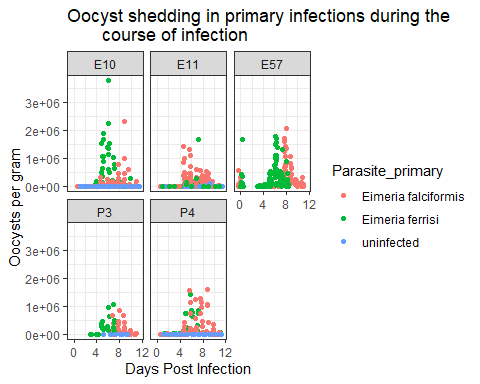 Oocyst shedding in primary infections during the
course of infection
E10
E11
E57
3e+06
2e+06
1e+06
0e+00
0 4 8 12
P3
P4
3e+06
2e+06
1e+06
0e+00
0 4 8 12 0 4 8 12
Oocysts per gram
Days Post Infection
Parasite_primary
Eimeria falciformis
Eimeria ferrisi
uninfected